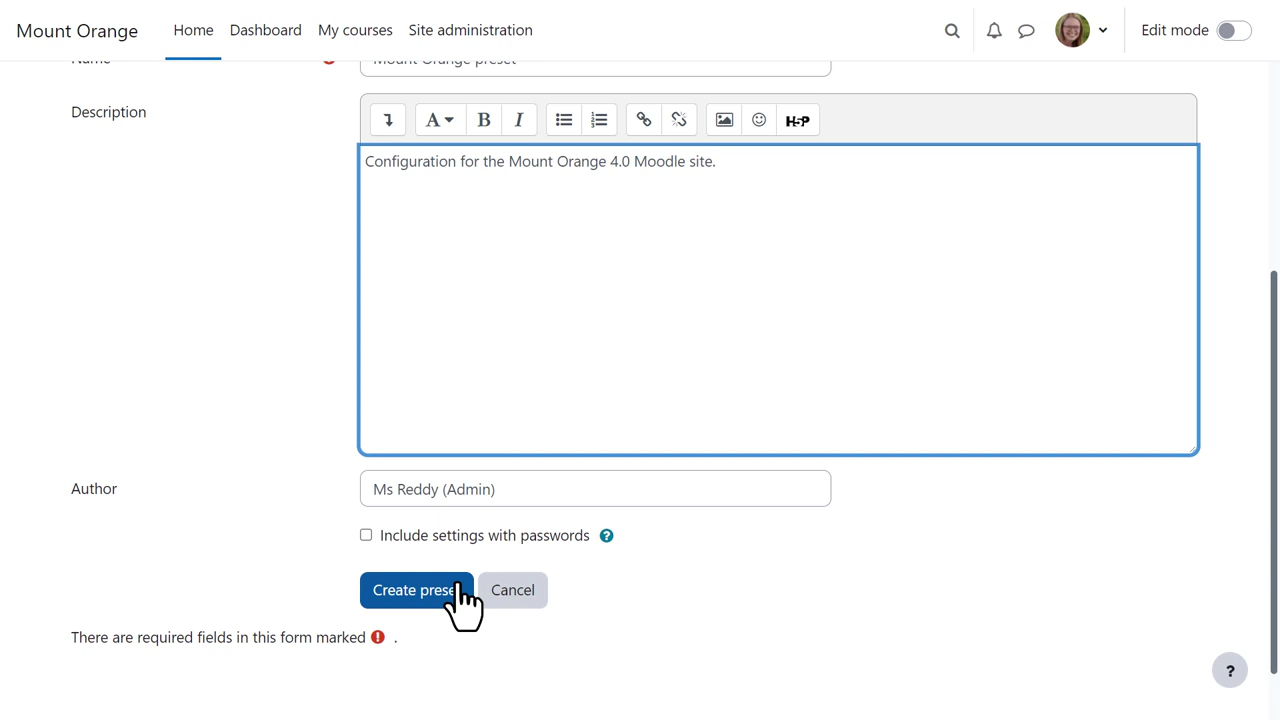 Mount Orange Home Dashboard My courses Site administration Edit mode
Name Mount Orange preset
Description
A B I H5P
Configuration for the Mount Orange 4.0 Moodle site.
Author Ms Reddy (Admin)
Include settings with passwords ?
Create prese Cancel
There are required fields in this form marked ! .
?